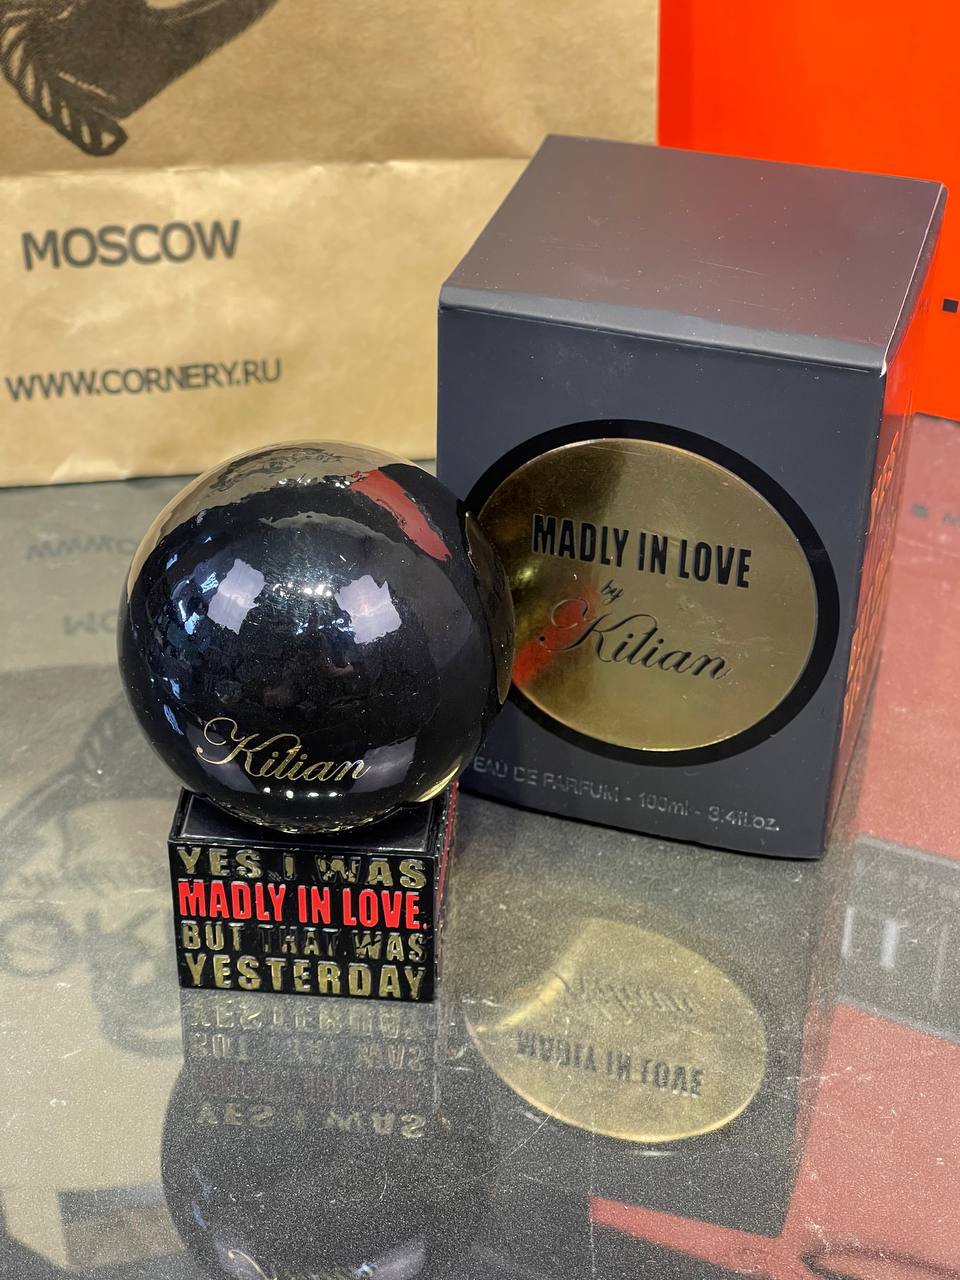 MOSCOW
WWW.CORNERY.RU
MADLY IN LOVE
by
Kilian
EAU DE PARFUM - 100ml - 3.4fl.oz.
Kilian
YES I WAS
MADLY IN LOVE.
BUT THAT WAS
YESTERDAY